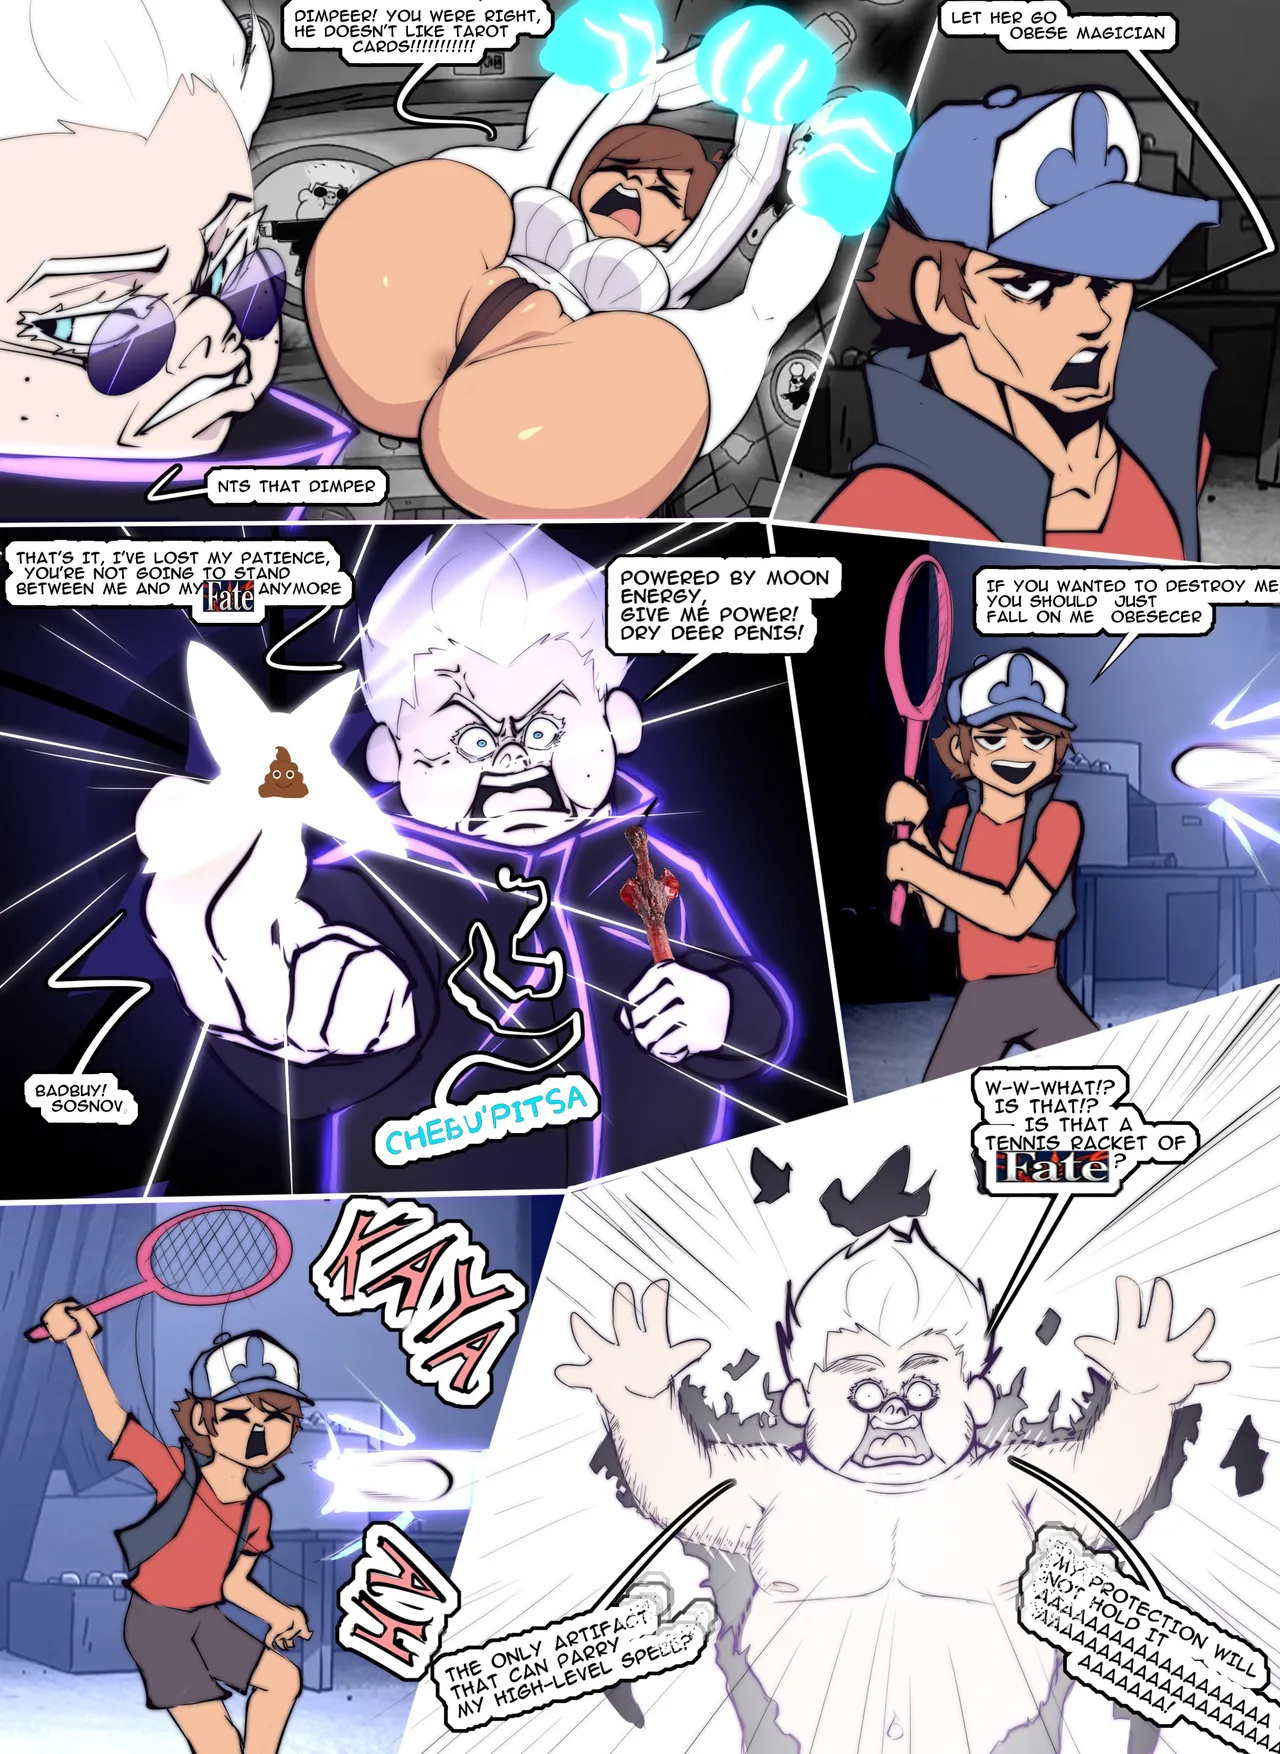 DIMPEER! YOU WERE RIGHT,
HE DOESN'T LIKE TAROT
CARDS!!!!!!!!!!!
LET HER GO
OBESE MAGICIAN
NTS THAT DIMPER
THAT'S IT, I'VE LOST MY PATIENCE,
YOU'RE NOT GOING TO STAND
BETWEEN ME AND MY Fate ANYMORE
POWERED BY MOON
ENERGY,
GIVE ME POWER!
DRY DEER PENIS!
IF YOU WANTED TO DESTROY ME,
YOU SHOULD JUST
FALL ON ME OBESECER
BADBUY!
SOSNOV
CHEBU'PITSA
W-W-WHAT!?
IS THAT!?
IS THAT A
TENNIS RACKET OF
Fate?
KAYA
HA
THE ONLY ARTIFACT
THAT CAN PARRY
MY HIGH-LEVEL SPELL?
MY PROTECTION WILL
NOT HOLD IT